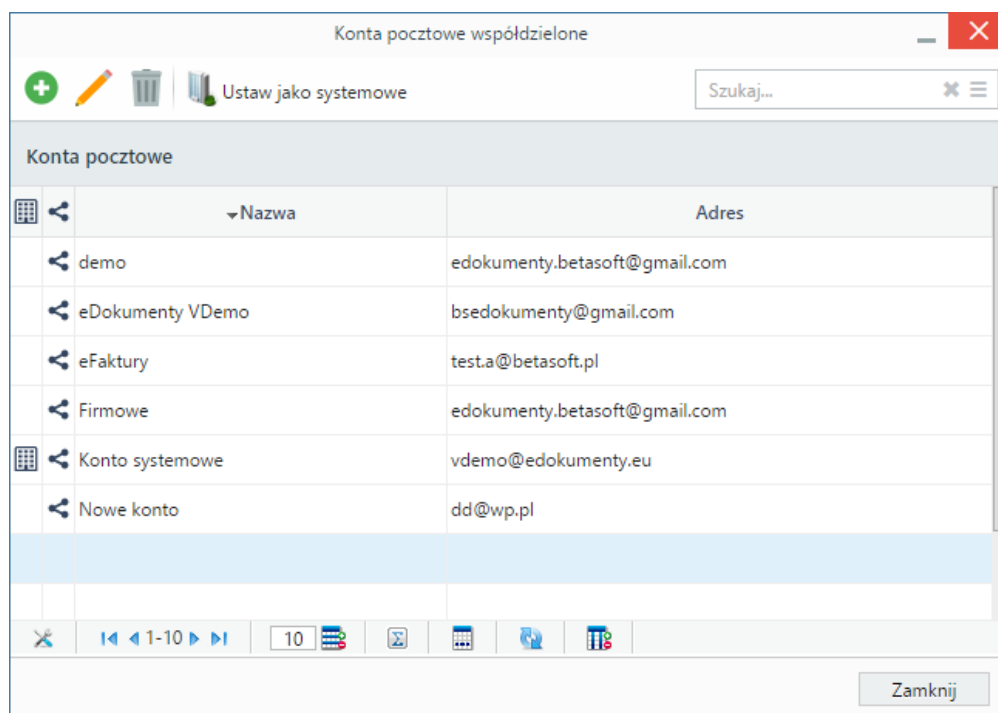 Konta pocztowe współdzielone
Ustaw jako systemowe
Szukaj...
Konta pocztowe
Nazwa Adres
demo edokumenty.betasoft@gmail.com
eDokumenty VDemo bsedokumenty@gmail.com
eFaktury test.a@betasoft.pl
Firmowe edokumenty.betasoft@gmail.com
Konto systemowe vdemo@edokumenty.eu
Nowe konto dd@wp.pl
1-10 10 Σ
Zamknij